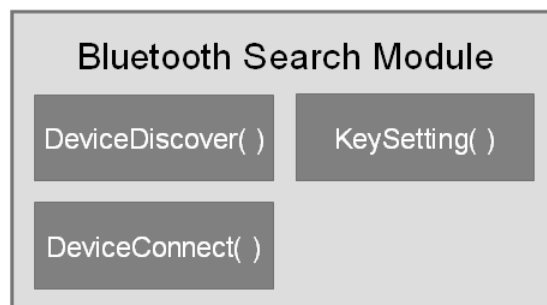 Bluetooth Search Module
DeviceDiscover( )
KeySetting( )
DeviceConnect( )